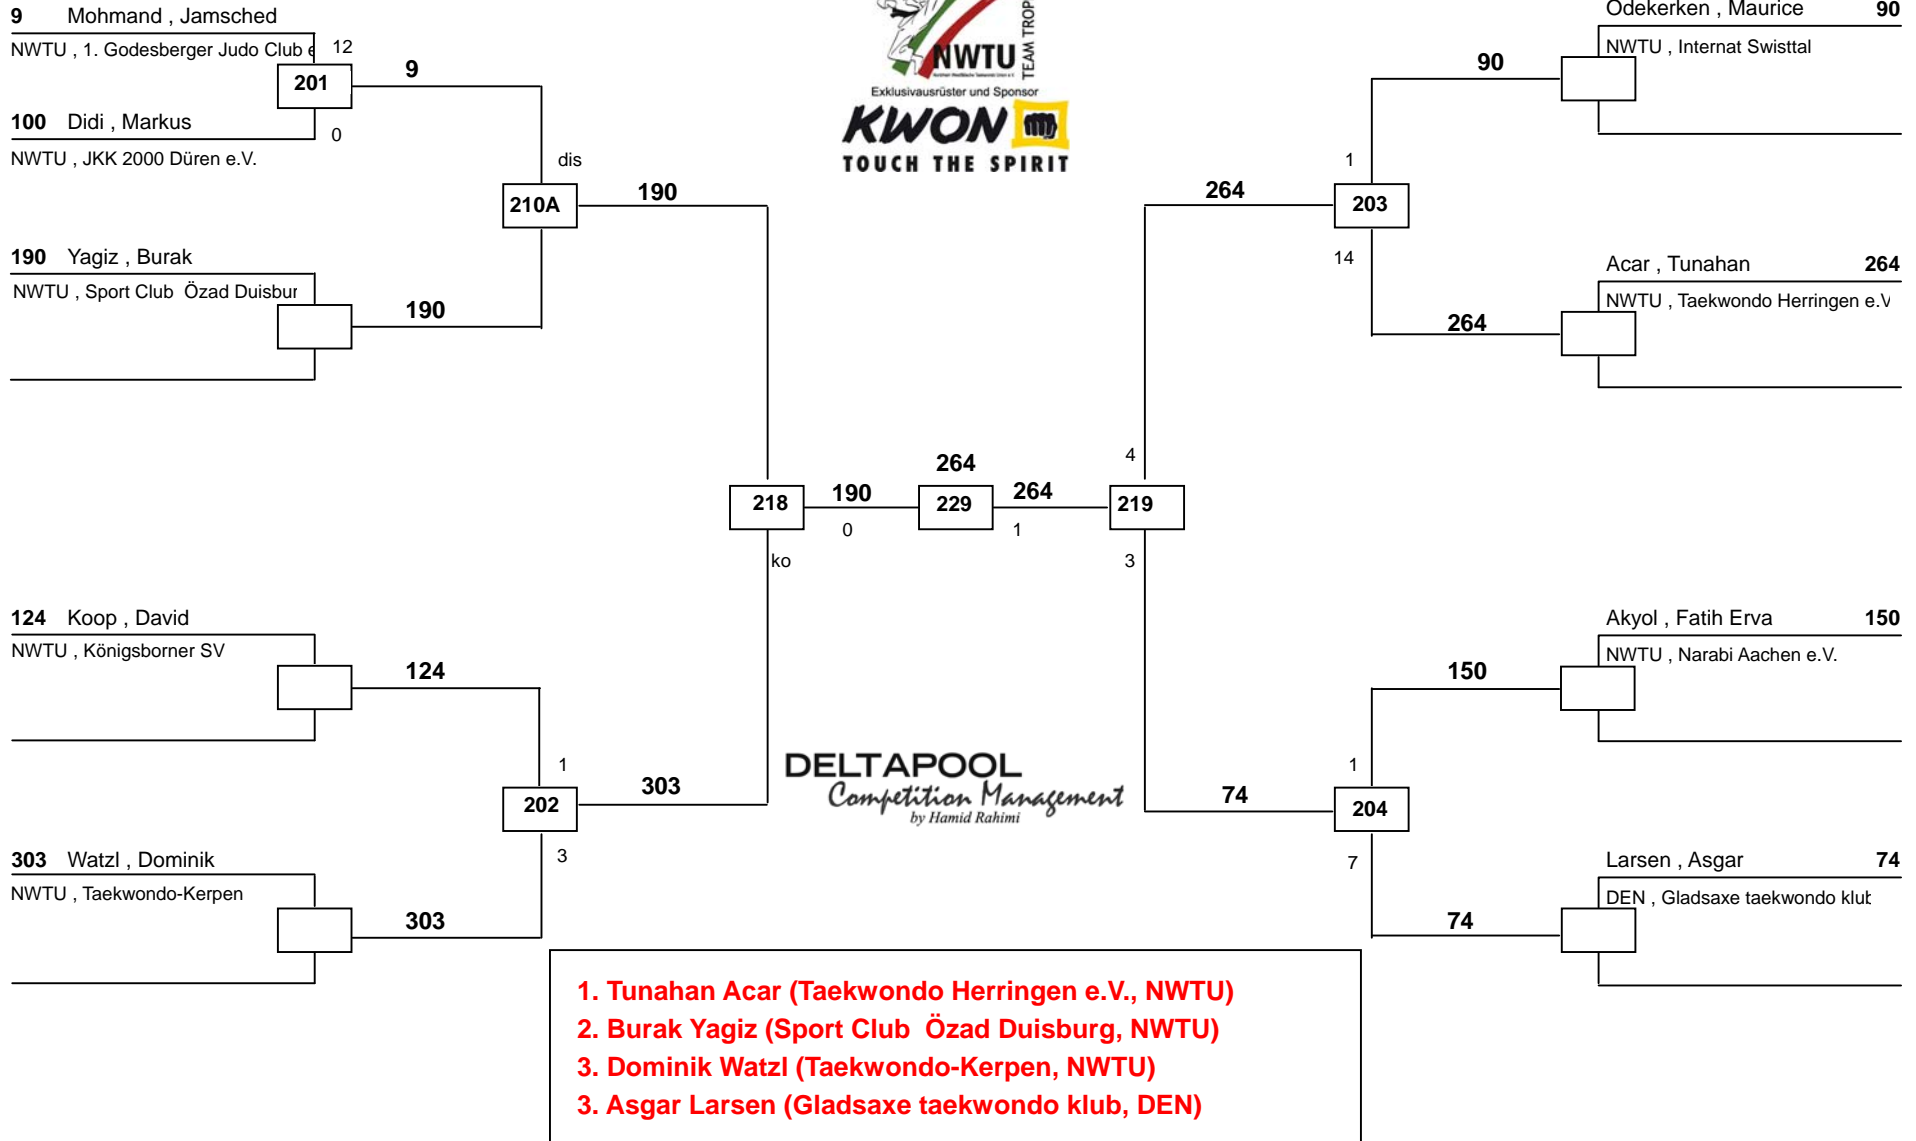 9 Mohmand , Jamsched
NWTU , 1. Godesberger Judo Club e
12
201
9
100 Didi , Markus
0
NWTU , JKK 2000 Düren e.V.
dis
210A
190
190 Yagiz , Burak
NWTU , Sport Club Özad Duisbur
190
NWTU
TEAM TROP
Exklusivausrüster und Sponsor
KWON
TOUCH THE SPIRIT
Odekerken , Maurice 90
NWTU , Internat Swisttal
90
1
264
203
14
Acar , Tunahan 264
NWTU , Taekwondo Herringen e.V
264
264
4
218
190
229
264
219
0
1
ko
3
124 Koop , David
NWTU , Königsborner SV
124
1
202
303
3
303 Watzl , Dominik
NWTU , Taekwondo-Kerpen
303
DELTAPOOL
Competition Management
by Hamid Rahimi
Akyol , Fatih Erva 150
NWTU , Narabi Aachen e.V.
150
1
74
204
7
Larsen , Asgar 74
DEN , Gladsaxe taekwondo klub
74
1. Tunahan Acar (Taekwondo Herringen e.V., NWTU)
2. Burak Yagiz (Sport Club Özad Duisburg, NWTU)
3. Dominik Watzl (Taekwondo-Kerpen, NWTU)
3. Asgar Larsen (Gladsaxe taekwondo klub, DEN)